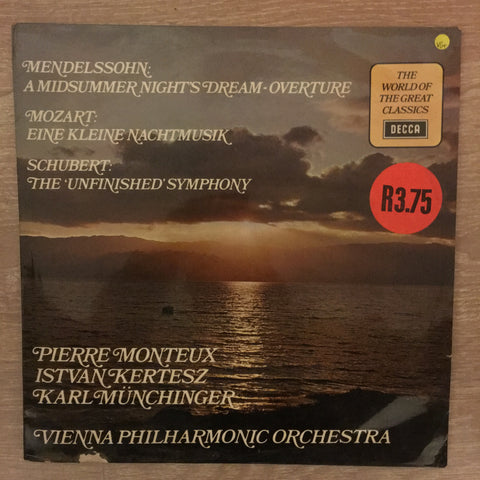 MENDELSSOHN:
A MIDSUMMER NIGHT'S DREAM · OVERTURE
MOZART:
EINE KLEINE NACHTMUSIK
SCHUBERT:
THE 'UNFINISHED' SYMPHONY
THE
WORLD OF
THE GREAT
CLASSICS
DECCA
R3.75
PIERRE MONTEUX
ISTVÁN KERTESZ
KARL MÜNCHINGER
VIENNA PHILHARMONIC ORCHESTRA